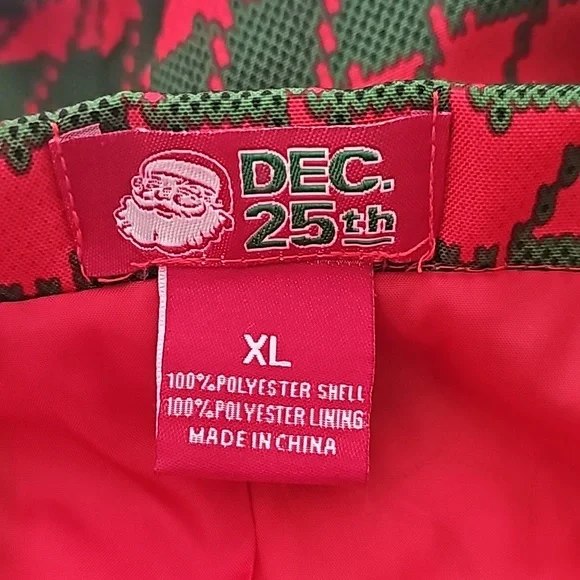 DEC.
25th
XL
100% POLYESTER SHELL
100% POLYESTER LINING
MADE IN CHINA